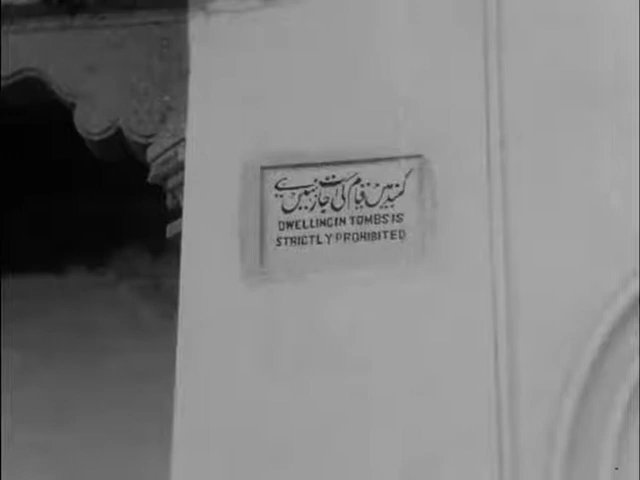 گنبد میں قیام کی اجازت نہیں ہے
DWELLING IN TOMBS IS
STRICTLY PROHIBITED